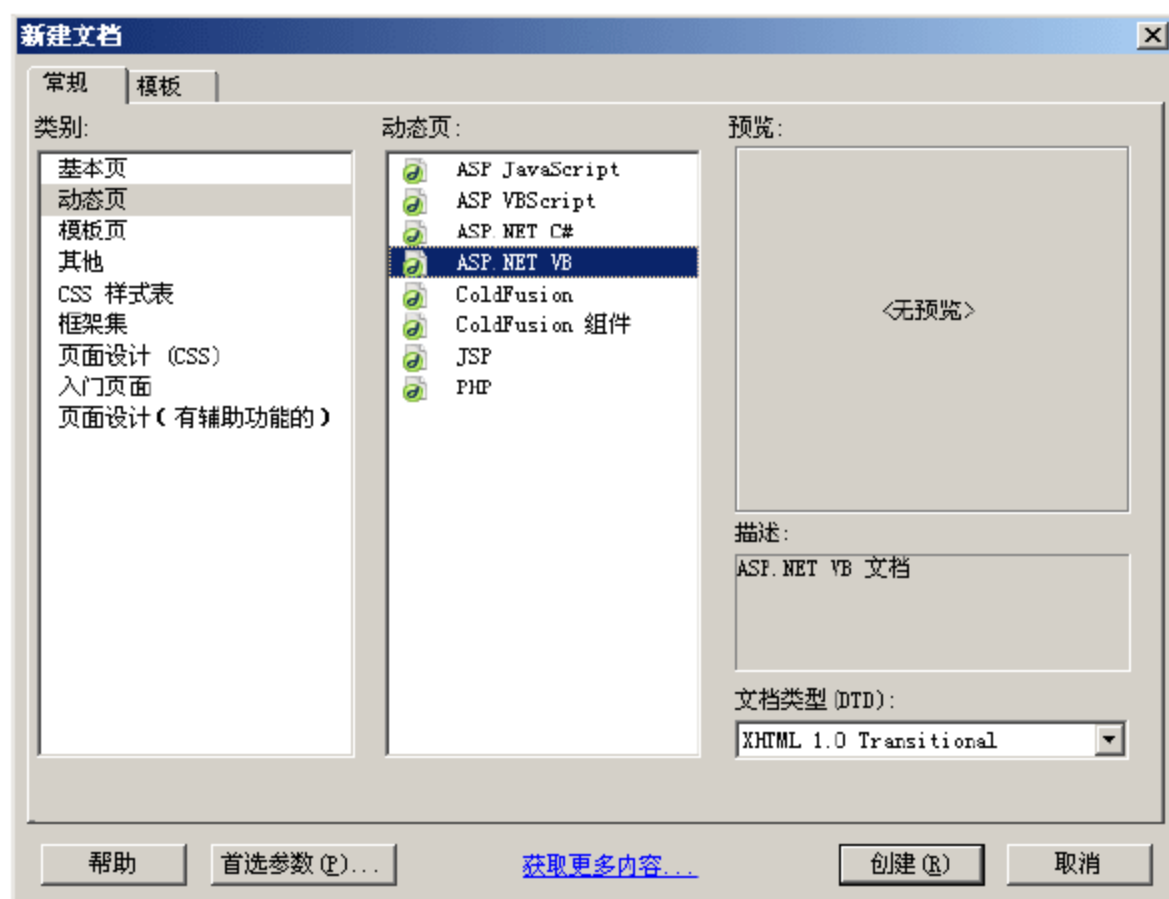 新建文档
常规
模板
类别:
基本页
动态页
模板页
其他
CSS 样式表
框架集
页面设计 (CSS)
入门页面
页面设计(有辅助功能的)
动态页:
ASP JavaScript
ASP VBScript
ASP.NET C#
ASP.NET VB
ColdFusion
ColdFusion 组件
JSP
PHP
预览:
<无预览>
描述:
ASP.NET VB 文档
文档类型(DTD):
XHTML 1.0 Transitional
帮助
首选参数(P)...
获取更多内容...
创建(R)
取消